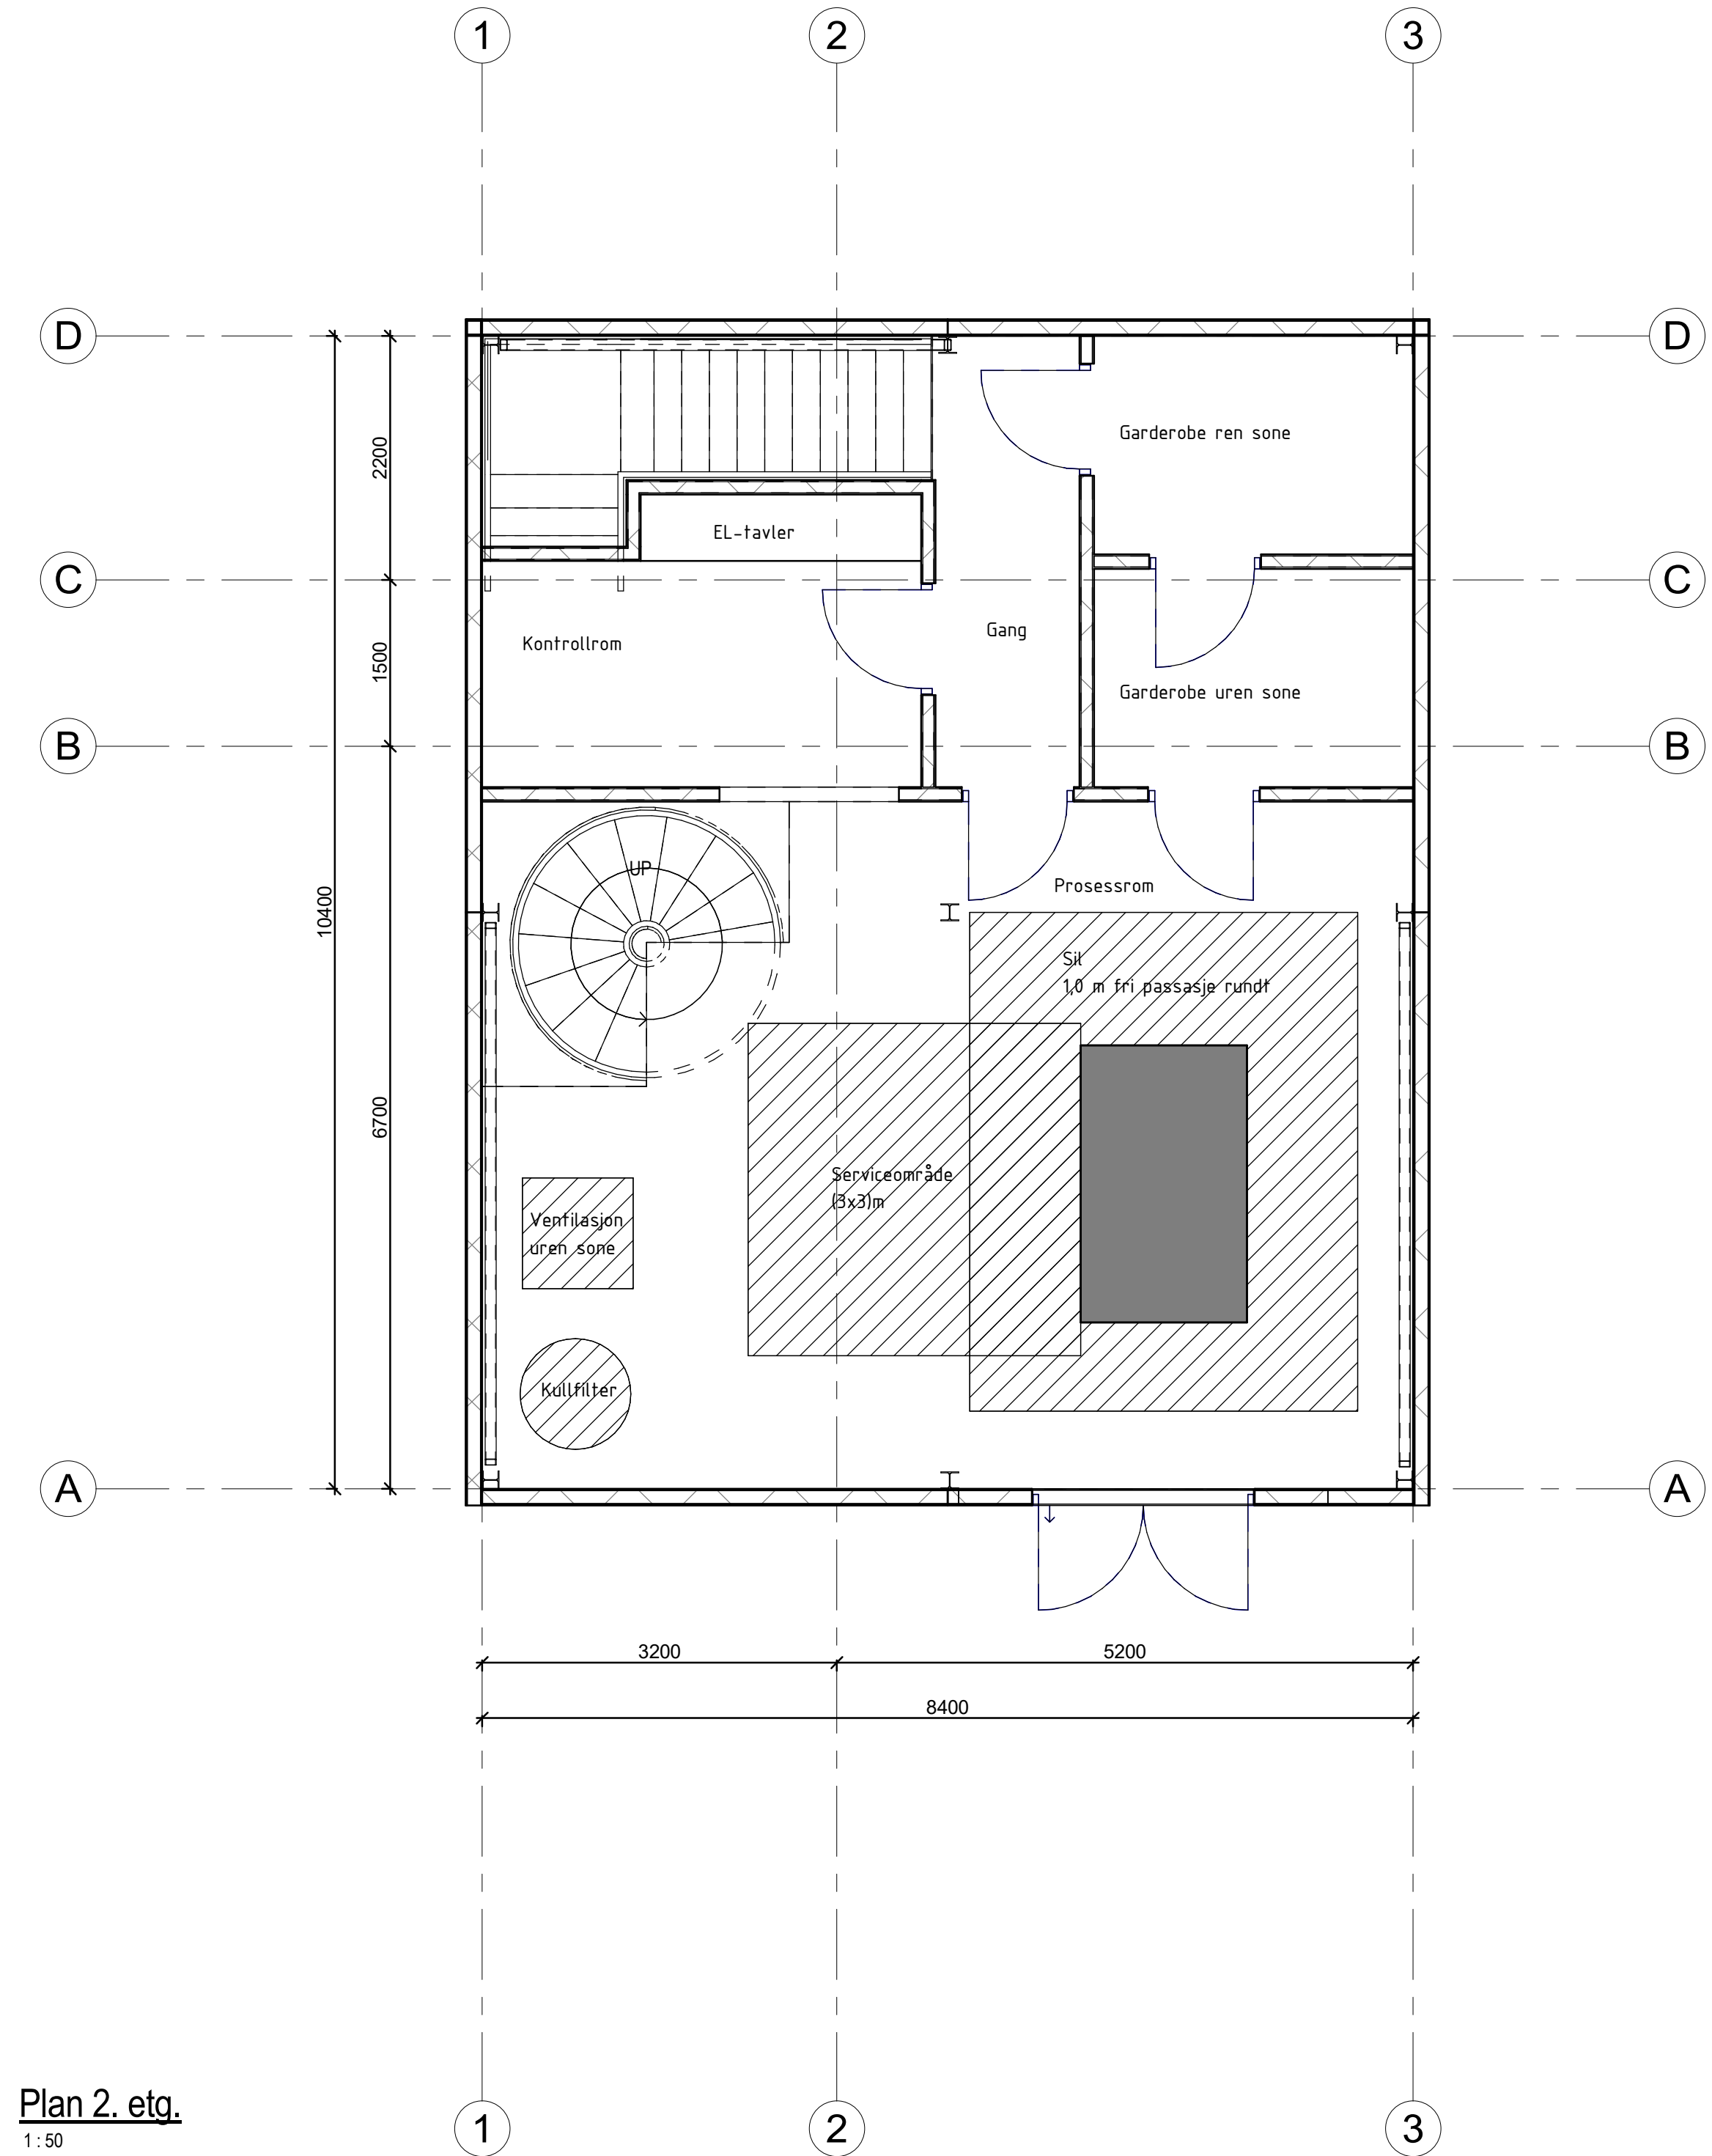 1
2
3
D
D
2200
Garderobe ren sone
EL-tavler
C
C
Gang
Kontrollrom
1500
Garderobe uren sone
B
B
UP
Prosessrom
10400
Sil
1,0 m fri passasje rundt
6700
Serviceområde
(3x3)m
Ventilasjon
uren sone
Kullfilter
A
A
3200
5200
8400
Plan 2. etg.
1 : 50
1
2
3